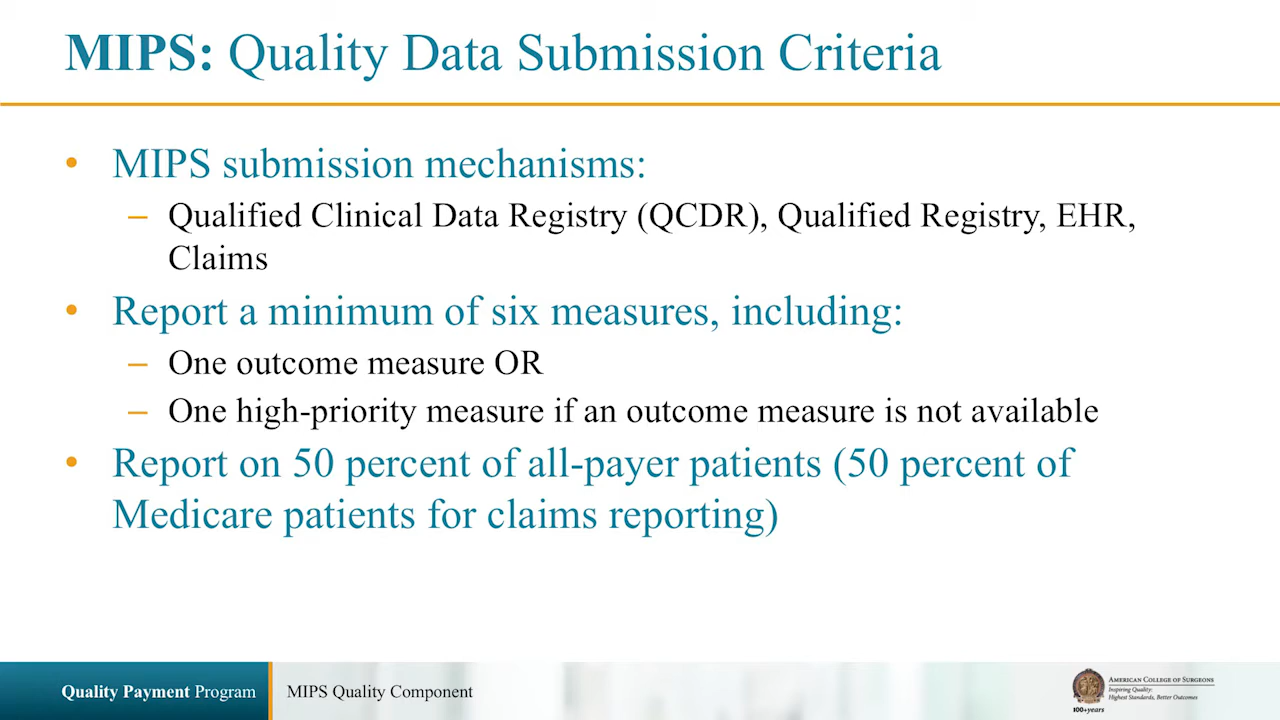 MIPS: Quality Data Submission Criteria
• MIPS submission mechanisms:
– Qualified Clinical Data Registry (QCDR), Qualified Registry, EHR,
Claims
• Report a minimum of six measures, including:
– One outcome measure OR
– One high-priority measure if an outcome measure is not available
• Report on 50 percent of all-payer patients (50 percent of
Medicare patients for claims reporting)
Quality Payment Program
MIPS Quality Component
AMERICAN COLLEGE OF SURGEONS
Inspiring Quality:
Highest Standards, Better Outcomes
100+years